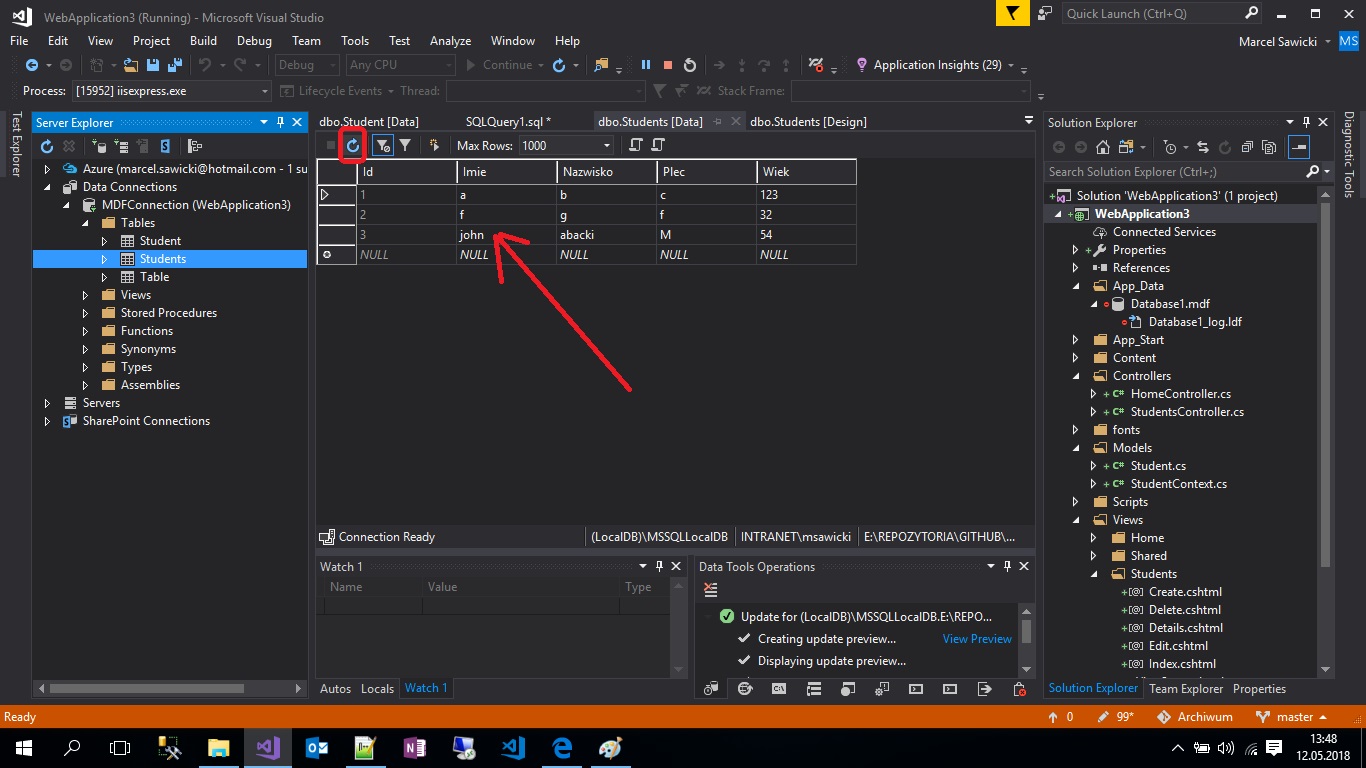 WebApplication3 (Running) - Microsoft Visual Studio
Quick Launch (Ctrl+Q)
File Edit View Project Build Debug Team Tools Test Analyze Window Help
Marcel Sawicki MS
Debug Any CPU Continue Application Insights (29)
Process: [15952] iisexpress.exe Lifecycle Events Thread: Stack Frame:
Test Explorer
Server Explorer
Azure (marcel.sawicki@hotmail.com - 1 su
Data Connections
MDFConnection (WebApplication3)
Tables
Student
Students
Table
Views
Stored Procedures
Functions
Synonyms
Types
Assemblies
Servers
SharePoint Connections
dbo.Student [Data] SQLQuery1.sql * dbo.Students [Data] dbo.Students [Design]
Max Rows: 1000
Id Imie Nazwisko Plec Wiek
1 a b c 123
2 f g f 32
3 john abacki M 54
NULL NULL NULL NULL NULL
Connection Ready (LocalDB)\MSSQLLocalDB INTRANET\msawicki E:\REPOZYTORIA\GITHUB\...
Watch 1
Name Value Type
Autos Locals Watch 1
Data Tools Operations
Update for (LocalDB)\MSSQLLocalDB.E:\REPO...
Creating update preview... View Preview
Displaying update preview...
Solution Explorer
Search Solution Explorer (Ctrl+;)
Solution 'WebApplication3' (1 project)
WebApplication3
Connected Services
Properties
References
App_Data
Database1.mdf
Database1_log.ldf
App_Start
Content
Controllers
HomeController.cs
StudentsController.cs
fonts
Models
Student.cs
StudentContext.cs
Scripts
Views
Home
Shared
Students
Create.cshtml
Delete.cshtml
Details.cshtml
Edit.cshtml
Index.cshtml
Solution Explorer Team Explorer Properties
Diagnostic Tools
Ready
0 99* Archiwum master
13:48
12.05.2018